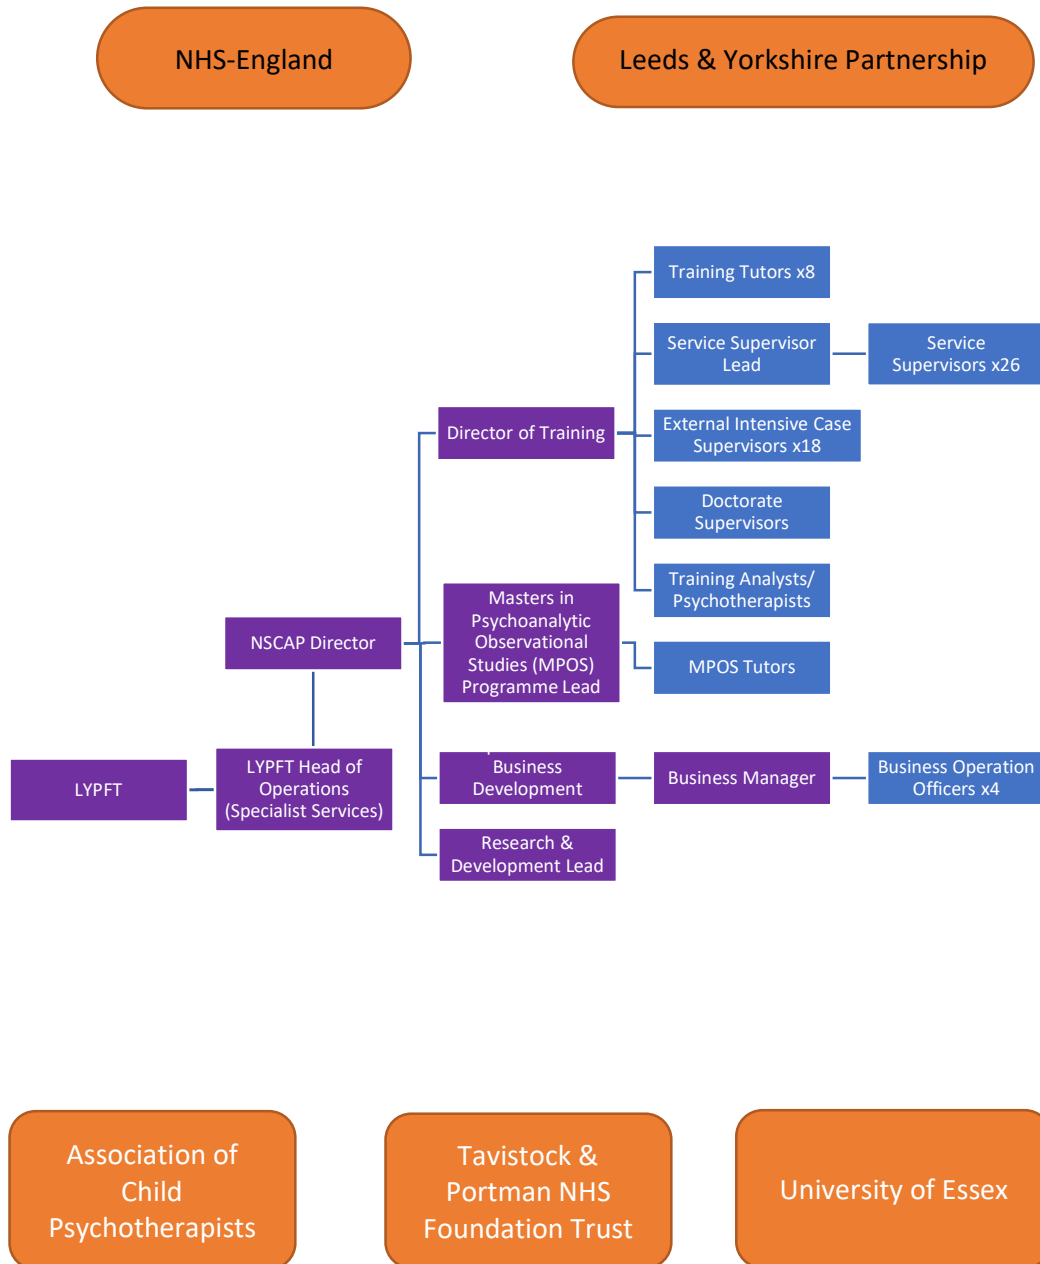 NHS-England
Leeds & Yorkshire Partnership
Training Tutors x8
Service Supervisor
Lead
Service
Supervisors x26
Director of Training
External Intensive Case
Supervisors x18
Doctorate
Supervisors
Training Analysts/
Psychotherapists
NSCAP Director
Masters in
Psychoanalytic
Observational
Studies (MPOS)
Programme Lead
MPOS Tutors
LYPFT
LYPFT Head of
Operations
(Specialist Services)
Business
Development
Business Manager
Business Operation
Officers x4
Research &
Development Lead
Association of
Child
Psychotherapists
Tavistock &
Portman NHS
Foundation Trust
University of Essex